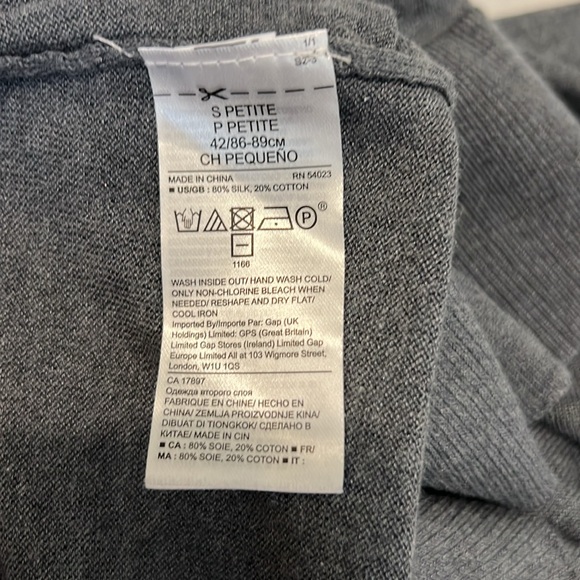 1/1
S PETITE
P PETITE
42/86-89CM
CH PEQUEÑO
MADE IN CHINA RN 54023
■ US/GB : 80% SILK, 20% COTTON
P®
1166
WASH INSIDE OUT/ HAND WASH COLD/
ONLY NON-CHLORINE BLEACH WHEN
NEEDED/ RESHAPE AND DRY FLAT/
COOL IRON
Imported By/Importe Par: Gap (UK
Holdings) Limited: GPS (Great Britain)
Limited Gap Stores (Ireland) Limited Gap
Europe Limited All at 103 Wigmore Street,
London, W1U 1QS
CA 17897
Одежда второго слоя
FABRIQUE EN CHINE/ HECHO EN
CHINA/ ZEMLJA PROIZVODNJE KINA/
DIBUAT DI TIONGKOK/ СДЕЛАНО В
КИТАЕ/ MADE IN CIN
■ CA : 80% SOIE, 20% COTON ■ FR/
MA : 80% SOIE, 20% COTON ■ IT :